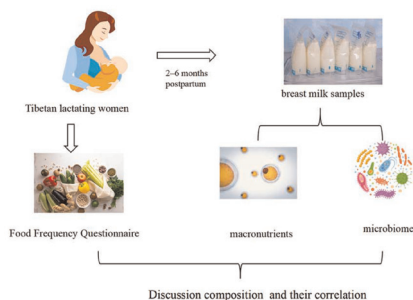 2–6 months
postpartum
Tibetan lactating women
breast milk samples
Food Frequency Questionnaire
macronutrients
microbiome
Discussion composition and their correlation